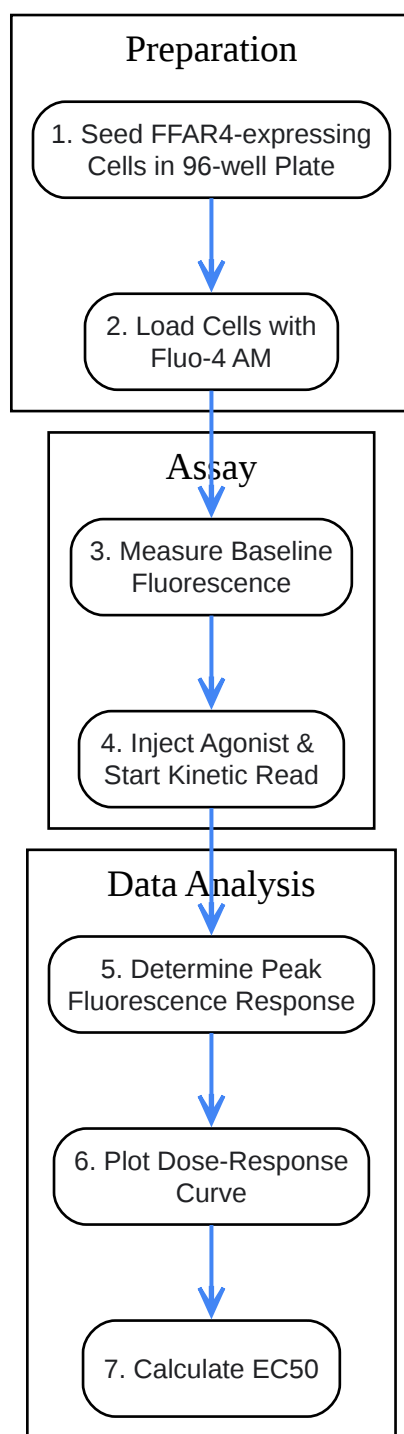 Preparation
1. Seed FFAR4-expressing
Cells in 96-well Plate
2. Load Cells with
Fluo-4 AM
Assay
3. Measure Baseline
Fluorescence
4. Inject Agonist &
Start Kinetic Read
Data Analysis
5. Determine Peak
Fluorescence Response
6. Plot Dose-Response
Curve
7. Calculate EC50